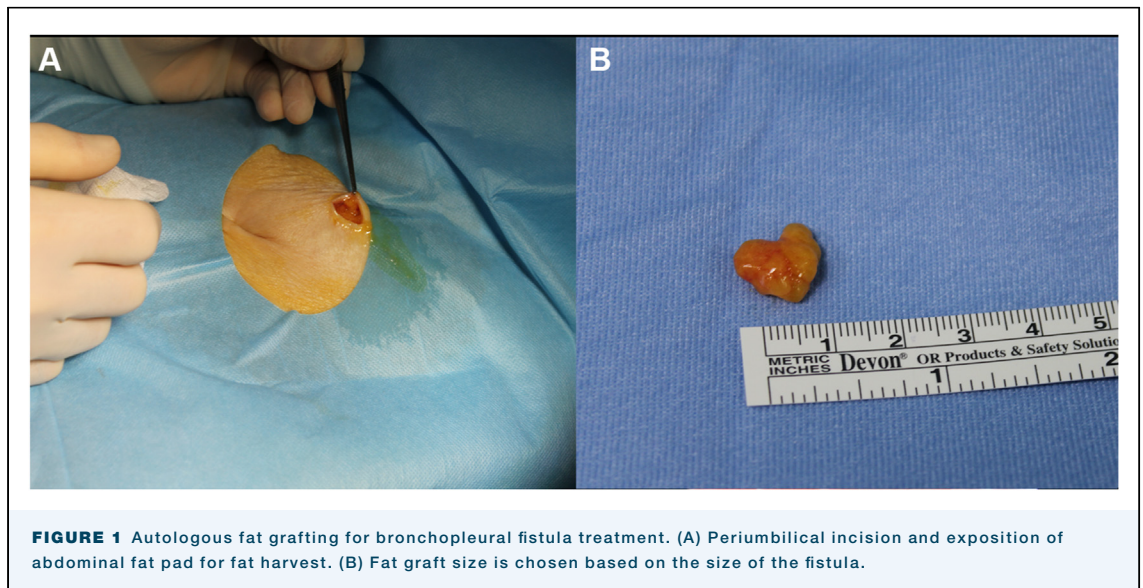 A
B
1 2 3 4 5
METRIC
INCHES
Devon® OR Products & Safety Solutio
1 2
FIGURE 1 Autologous fat grafting for bronchopleural fistula treatment. (A) Periumbilical incision and exposition of
abdominal fat pad for fat harvest. (B) Fat graft size is chosen based on the size of the fistula.